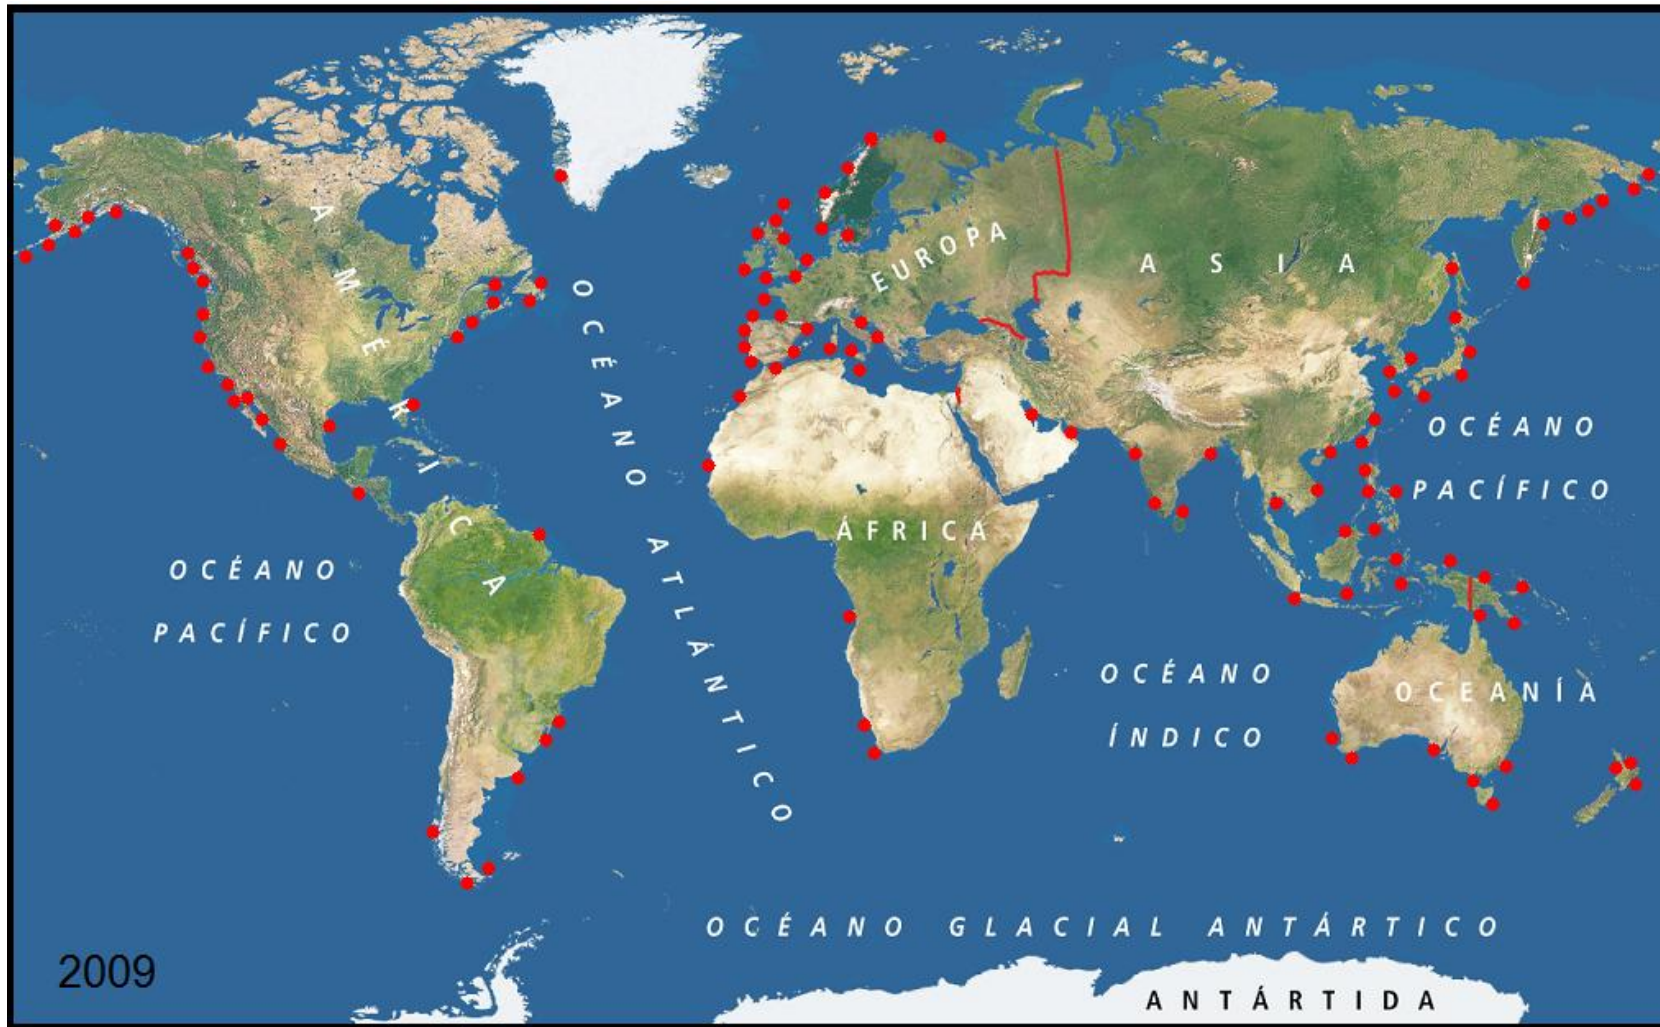 AMÉRICA
EUROPA
ASIA
ÁFRICA
OCEANÍA
OCÉANO
PACÍFICO
OCÉANO ATLÁNTICO
OCÉANO
PACÍFICO
OCÉANO
ÍNDICO
OCÉANO GLACIAL ANTÁRTICO
ANTÁRTIDA
2009